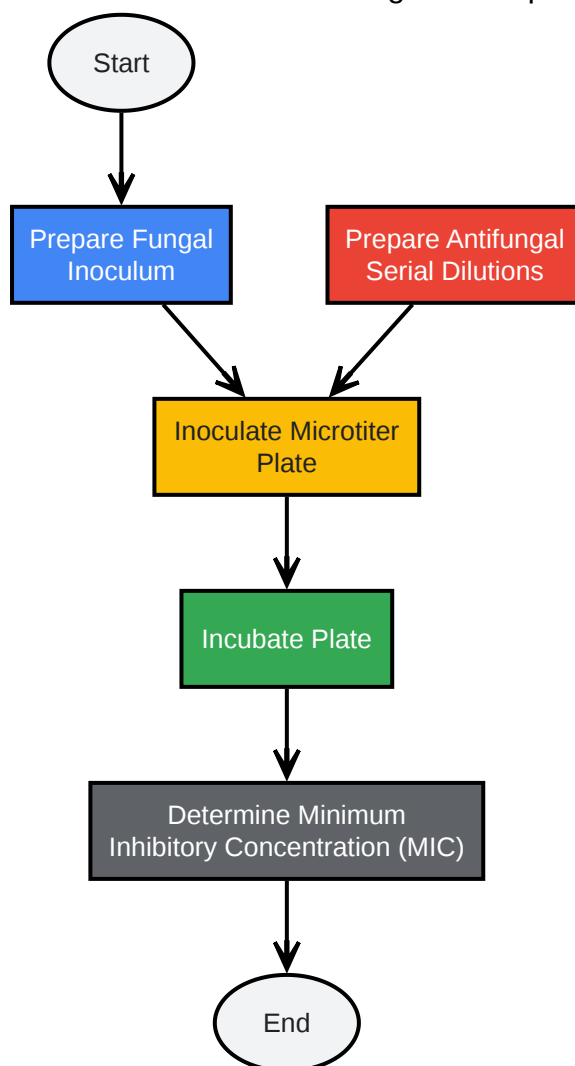 Start
Prepare Fungal
Inoculum
Prepare Antifungal
Serial Dilutions
Inoculate Microtiter
Plate
Incubate Plate
Determine Minimum
Inhibitory Concentration (MIC)
End